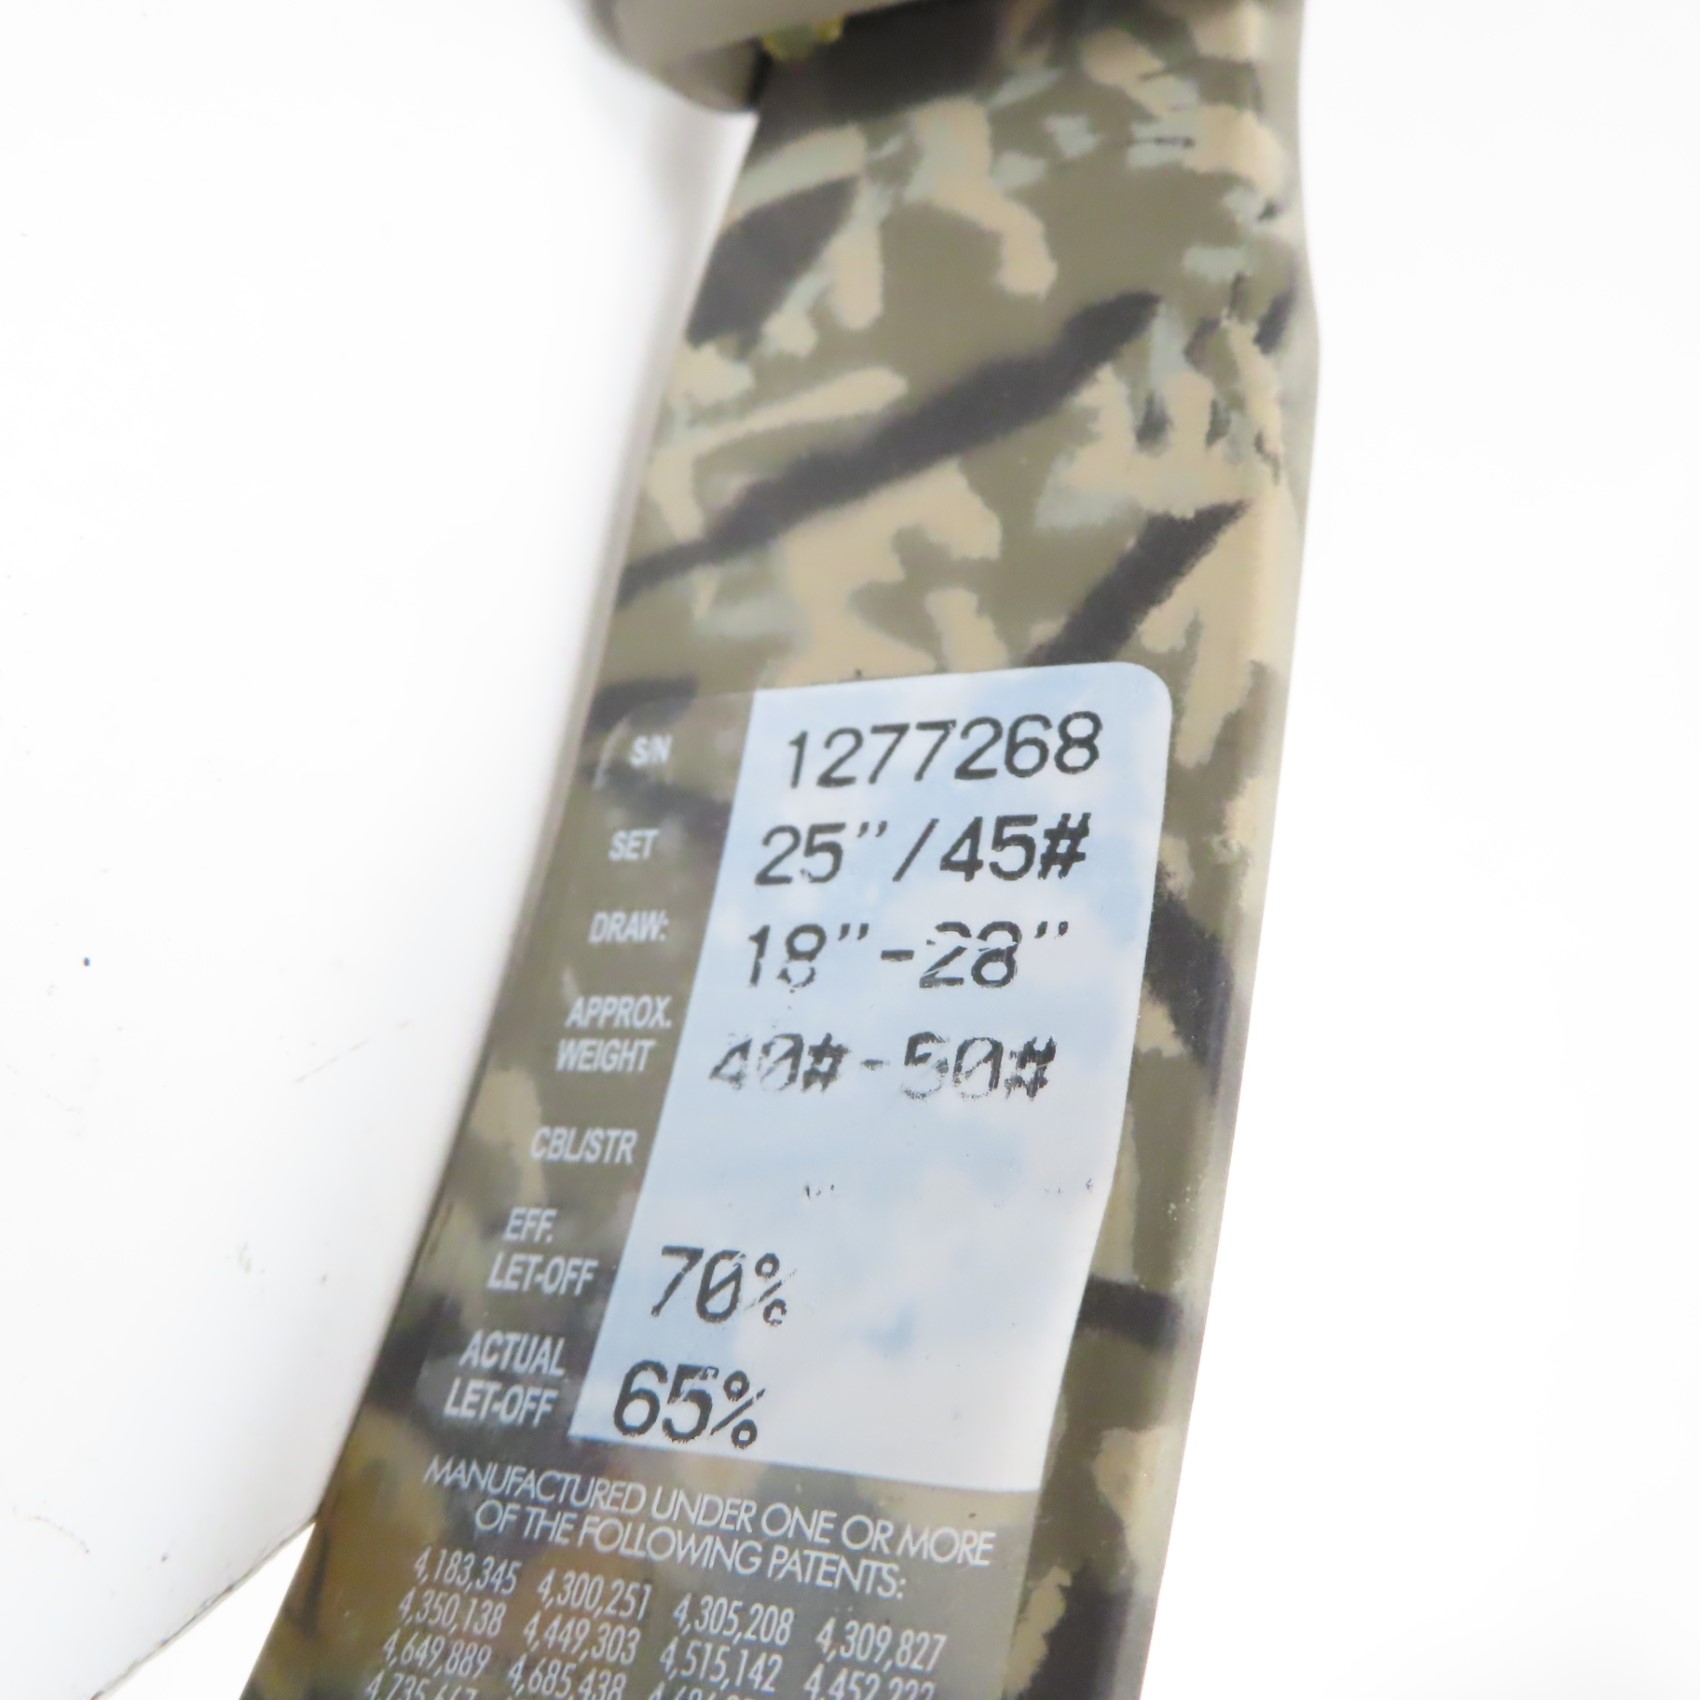 S/N 1277268
SET 25"/45#
DRAW: 18"-28"
APPROX.
WEIGHT 40#-50#
CBL/STR
EFF.
LET-OFF 70%
ACTUAL
LET-OFF 65%
MANUFACTURED UNDER ONE OR MORE
OF THE FOLLOWING PATENTS:
4,183,345 4,300,251 4,305,208 4,309,827
4,350,138 4,449,303 4,515,142 4,452,222
4,649,889 4,685,438
4,735,667